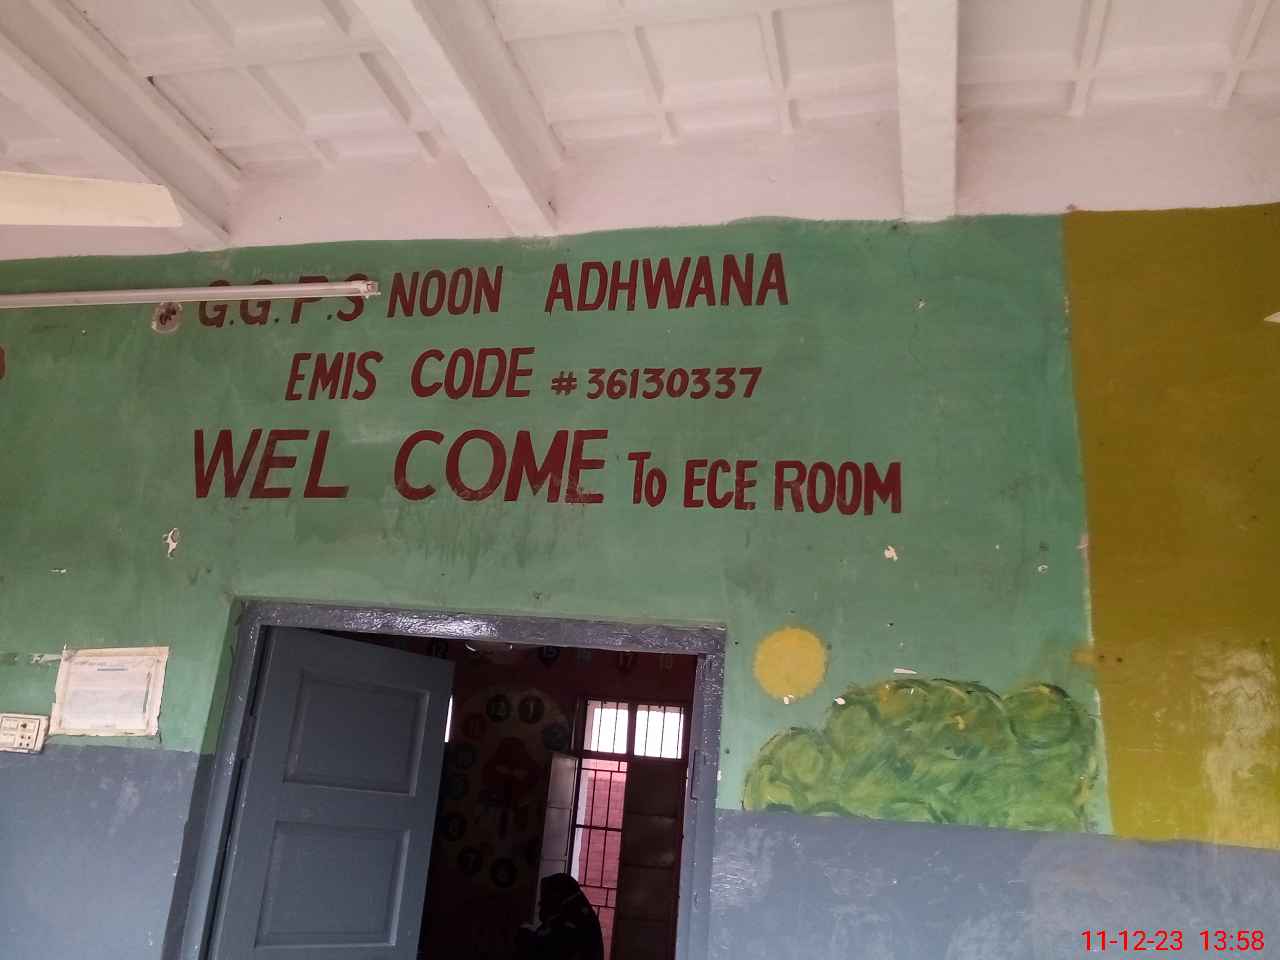 G.G.P.S NOON ADHWANA
EMIS CODE # 36130337
WEL COME To ECE ROOM
11-12-23 13:58